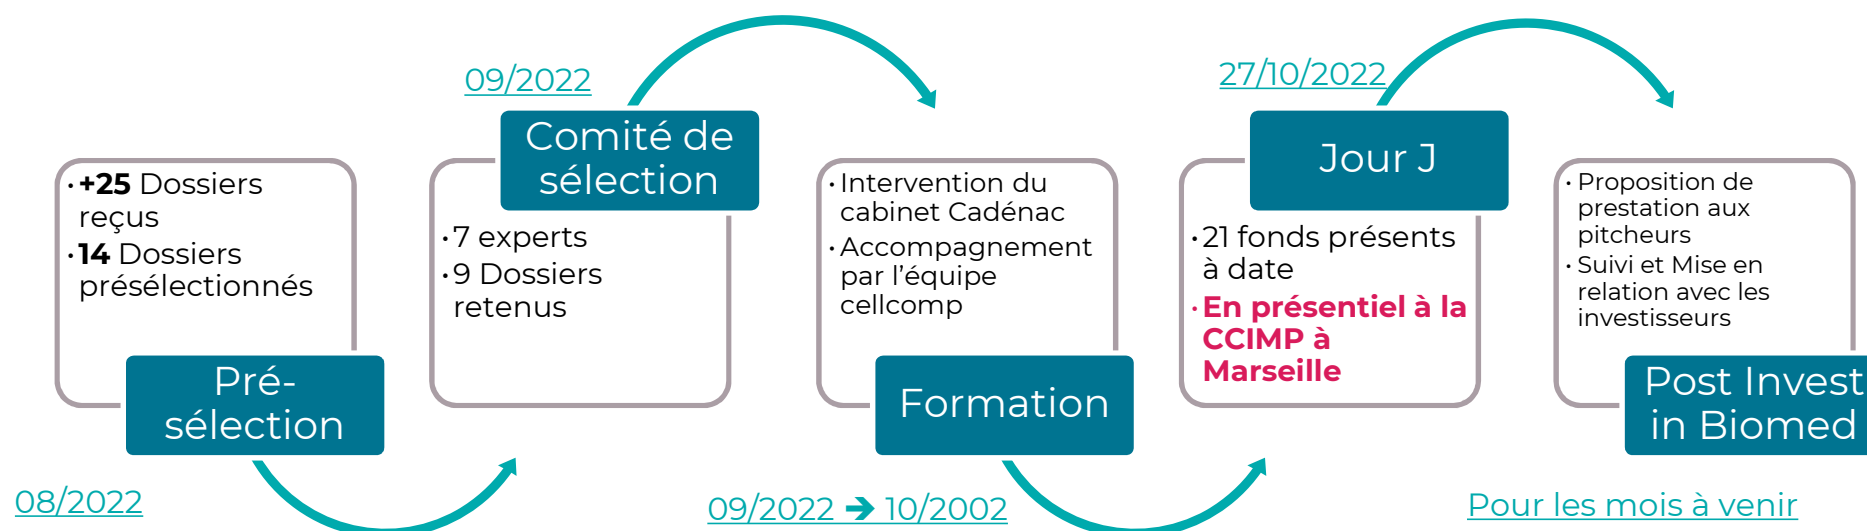 08/2022
·+25 Dossiers
reçus
·14 Dossiers
présélectionnés
Pré-
sélection
09/2022
Comité de
sélection
·7 experts
·9 Dossiers
retenus
·Intervention du
cabinet Cadénac
·Accompagnement
par l’équipe
cellcomp
Formation
09/2022 ➔ 10/2002
27/10/2022
Jour J
·21 fonds présents
à date
·En présentiel à la
CCIMP à
Marseille
·Proposition de
prestation aux
pitcheurs
·Suivi et Mise en
relation avec les
investisseurs
Post Invest
in Biomed
Pour les mois à venir